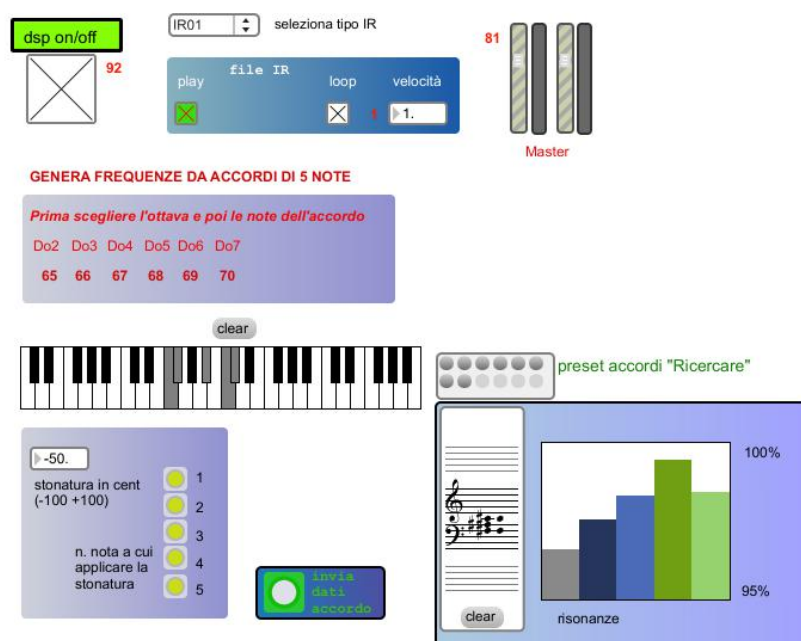 IR01
seleziona tipo IR
dsp on/off
92
81
file IR
play
loop
velocità
1
1.
Master
GENERA FREQUENZE DA ACCORDI DI 5 NOTE
Prima scegliere l'ottava e poi le note dell'accordo
Do2 Do3 Do4 Do5 Do6 Do7
65 66 67 68 69 70
clear
preset accordi "Ricercare"
-50.
stonatura in cent
(-100 +100)
1
2
3
4
5
n. nota a cui
applicare la
stonatura
invia
dati
accordo
100%
95%
clear
risonanze